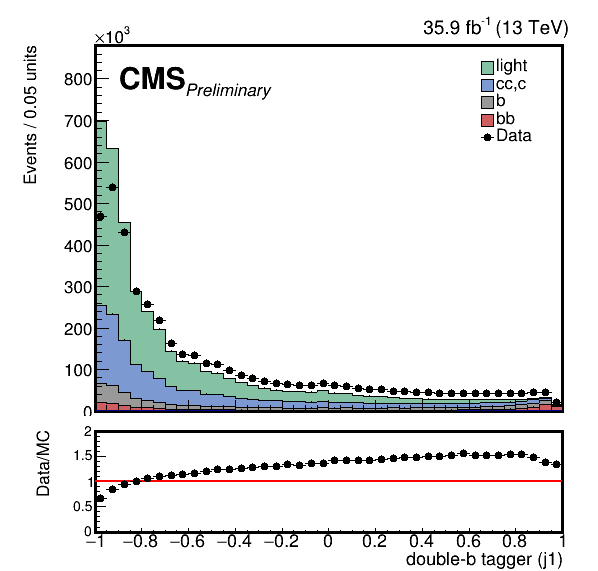 35.9 fb⁻¹ (13 TeV)
×10³
CMS Preliminary
light
cc,c
b
bb
Data
Events / 0.05 units
800
700
600
500
400
300
200
100
0
Data/MC
2
1.5
1
0.5
0
−1 −0.8 −0.6 −0.4 −0.2 0 0.2 0.4 0.6 0.8 1
double-b tagger (j1)